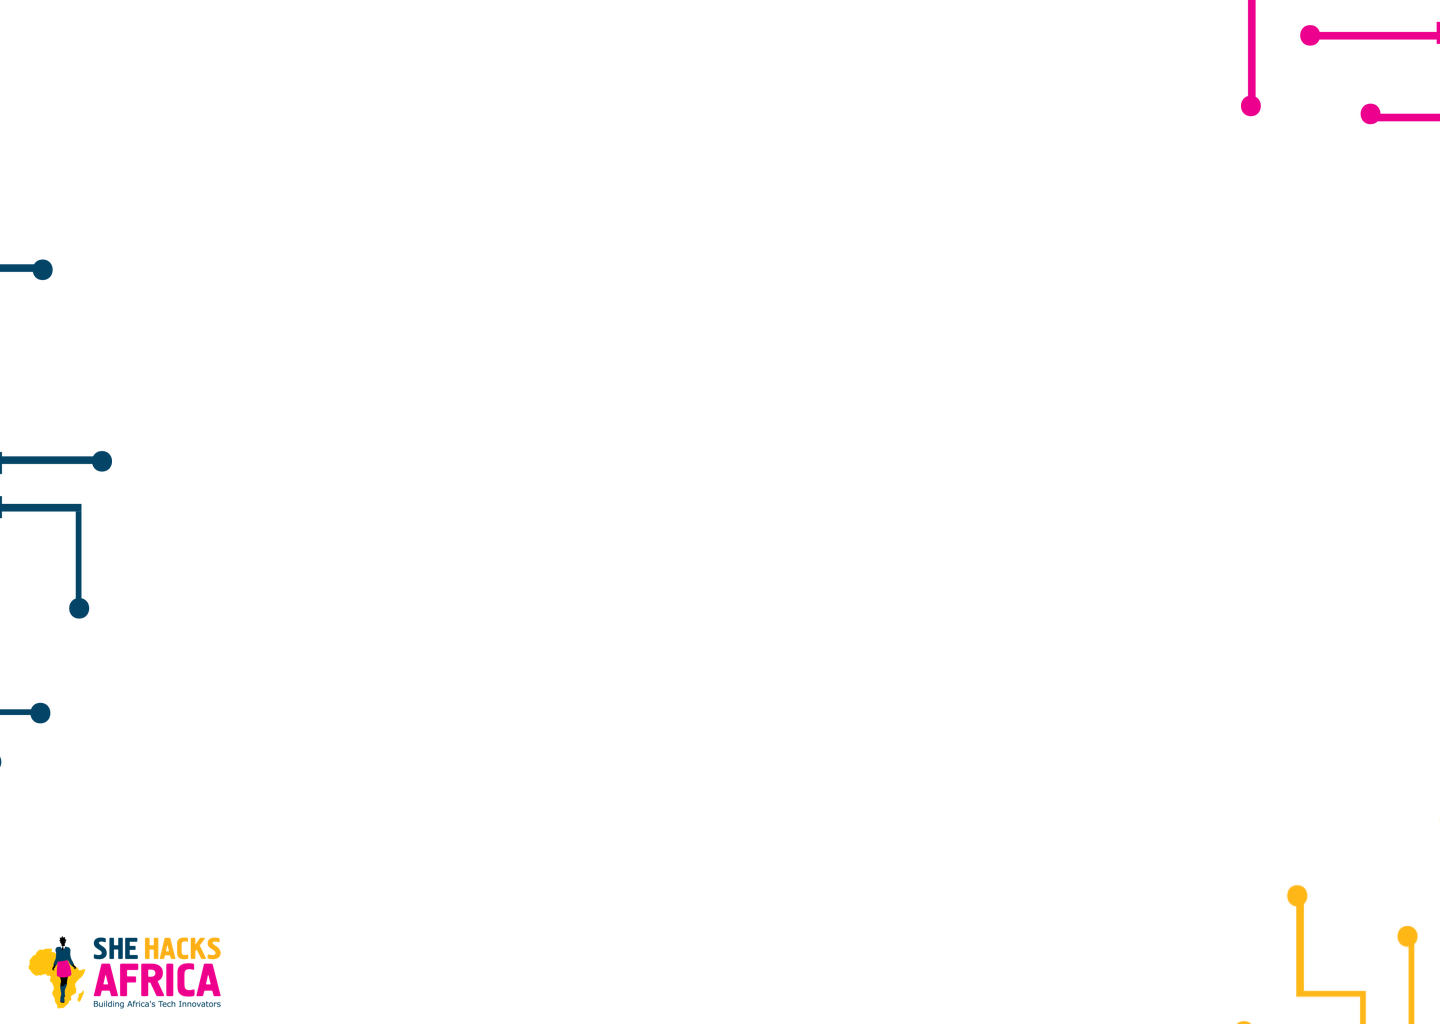 SHE HACKS
AFRICA
Building Africa's Tech Innovators